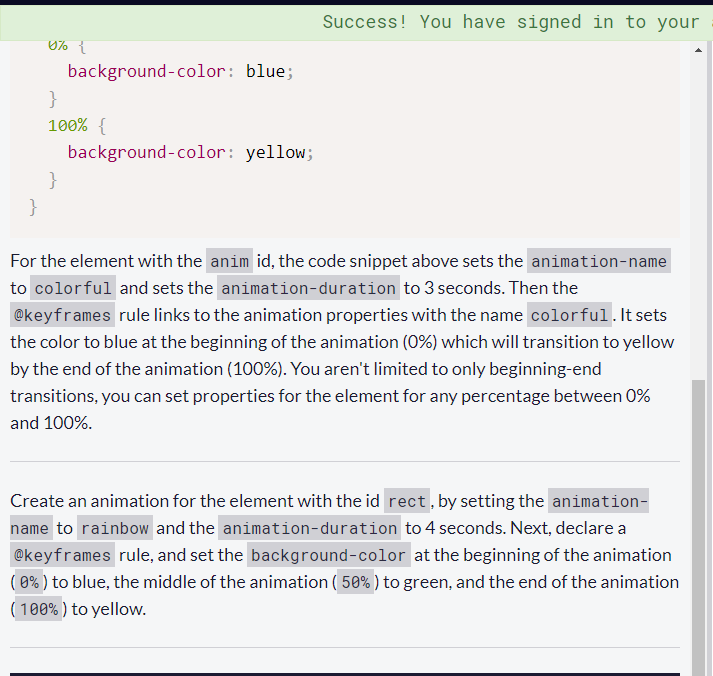 Success! You have signed in to your
0% {
background-color: blue;
}
100% {
background-color: yellow;
}
}
For the element with the anim id, the code snippet above sets the animation-name
to colorful and sets the animation-duration to 3 seconds. Then the
@keyframes rule links to the animation properties with the name colorful. It sets
the color to blue at the beginning of the animation (0%) which will transition to yellow
by the end of the animation (100%). You aren't limited to only beginning-end
transitions, you can set properties for the element for any percentage between 0%
and 100%.
Create an animation for the element with the id rect, by setting the animation-
name to rainbow and the animation-duration to 4 seconds. Next, declare a
@keyframes rule, and set the background-color at the beginning of the animation
(0%) to blue, the middle of the animation (50%) to green, and the end of the animation
(100%) to yellow.